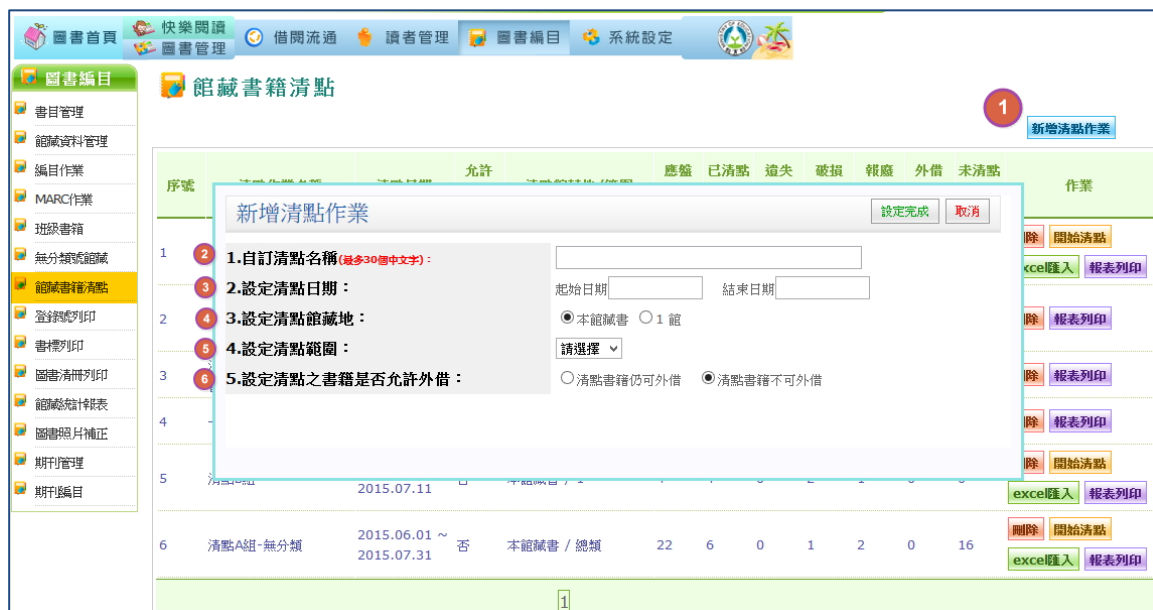 圖書首頁
快樂閱讀
圖書管理
借閱流通
讀者管理
圖書編目
系統設定
圖書編目
書目管理
館藏資料管理
編目作業
MARC作業
班級書箱
無分類號館藏
館藏書籍清點
登錄號列印
書標列印
圖書清冊列印
館藏統計報表
圖書照片補正
期刊管理
期刊編目
館藏書籍清點
1
新增清點作業
序號
允許
應盤 已清點 遺失 破損 報廢 外借 未清點
作業
新增清點作業
設定完成 取消
2 1.自訂清點名稱(最多30個中文字)：
3 2.設定清點日期： 起始日期 結束日期
4 3.設定清點館藏地： 本館藏書 1 館
5 4.設定清點範圍： 請選擇
6 5.設定清點之書籍是否允許外借： 清點書籍仍可外借 清點書籍不可外借
1
開始清點
報表列印
2
報表列印
3
報表列印
4
報表列印
5
2015.07.11
開始清點
excel匯入 報表列印
6 清點A組-無分類 2015.06.01 ~ 2015.07.31 否 本館藏書 / 總類 22 6 0 1 2 0 16
刪除 開始清點
excel匯入 報表列印
1